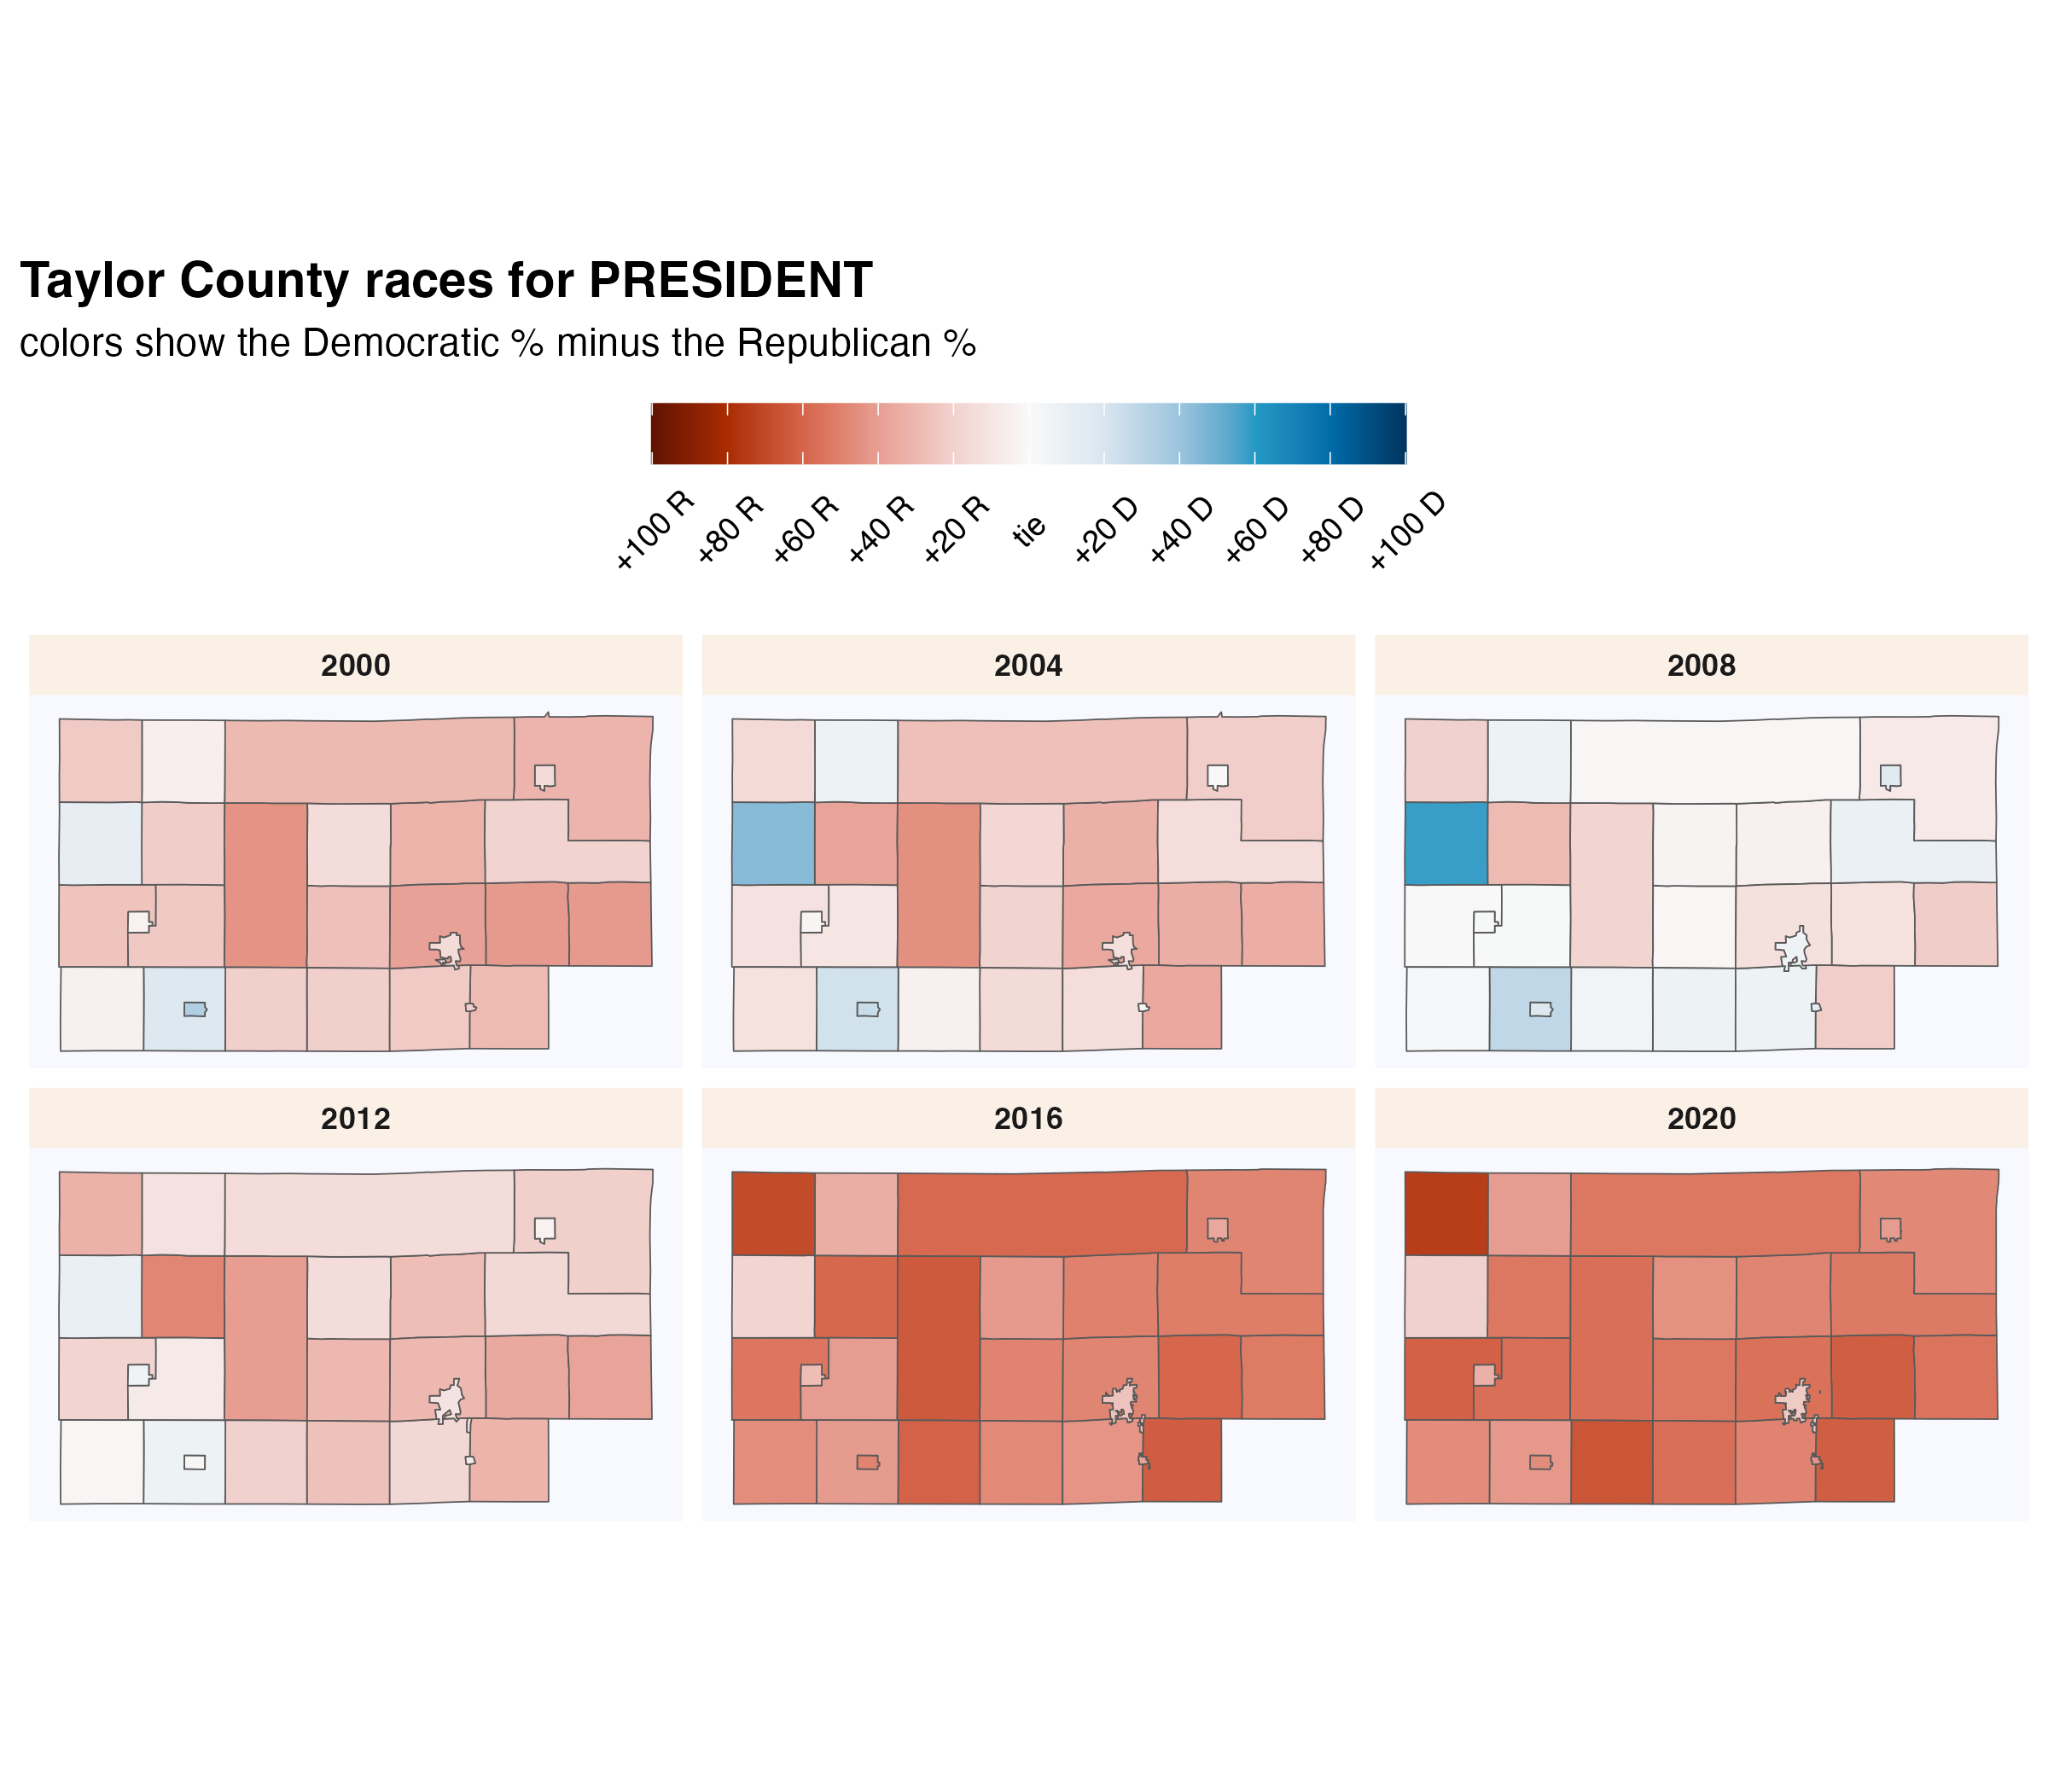 Taylor County races for PRESIDENT
colors show the Democratic % minus the Republican %
+100 R
+80 R
+60 R
+40 R
+20 R
tie
+20 D
+40 D
+60 D
+80 D
+100 D
2000
2004
2008
2012
2016
2020